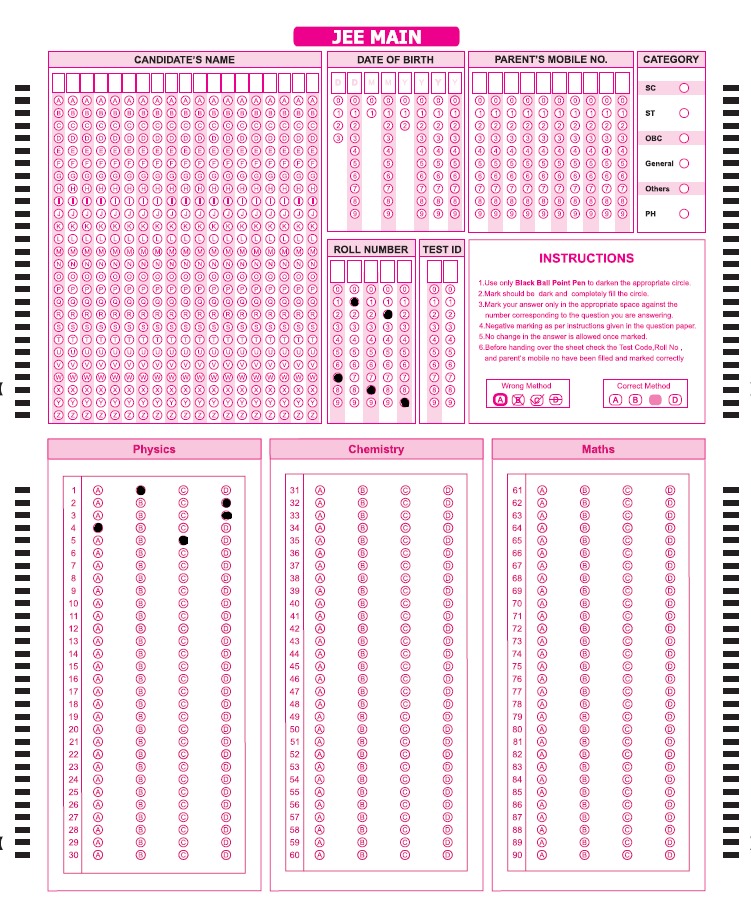 JEE MAIN
CANDIDATE'S NAME
DATE OF BIRTH
PARENT'S MOBILE NO.
CATEGORY
D D M M Y Y Y Y
SC
ST
OBC
General
Others
PH
ROLL NUMBER
TEST ID
INSTRUCTIONS
1.Use only Black Ball Point Pen to darken the appropriate circle.
2.Mark should be dark and completely fill the circle.
3.Mark your answer only in the appropriate space against the
number corresponding to the question you are answering.
4.Negative marking as per instructions given in the question paper.
5.No change in the answer is allowed once marked.
6.Before handing over the sheet check the Test Code,Roll No ,
and parent's mobile no have been filled and marked correctly
Wrong Method
Correct Method
A B C D
A B D
Physics
Chemistry
Maths
1 A C D
2 A B C
3 A B C
4 B C D
5 A B D
6 A B C D
7 A B C D
8 A B C D
9 A B C D
10 A B C D
11 A B C D
12 A B C D
13 A B C D
14 A B C D
15 A B C D
16 A B C D
17 A B C D
18 A B C D
19 A B C D
20 A B C D
21 A B C D
22 A B C D
23 A B C D
24 A B C D
25 A B C D
26 A B C D
27 A B C D
28 A B C D
29 A B C D
30 A B C D
31 A B C D
32 A B C D
33 A B C D
34 A B C D
35 A B C D
36 A B C D
37 A B C D
38 A B C D
39 A B C D
40 A B C D
41 A B C D
42 A B C D
43 A B C D
44 A B C D
45 A B C D
46 A B C D
47 A B C D
48 A B C D
49 A B C D
50 A B C D
51 A B C D
52 A B C D
53 A B C D
54 A B C D
55 A B C D
56 A B C D
57 A B C D
58 A B C D
59 A B C D
60 A B C D
61 A B C D
62 A B C D
63 A B C D
64 A B C D
65 A B C D
66 A B C D
67 A B C D
68 A B C D
69 A B C D
70 A B C D
71 A B C D
72 A B C D
73 A B C D
74 A B C D
75 A B C D
76 A B C D
77 A B C D
78 A B C D
79 A B C D
80 A B C D
81 A B C D
82 A B C D
83 A B C D
84 A B C D
85 A B C D
86 A B C D
87 A B C D
88 A B C D
89 A B C D
90 A B C D